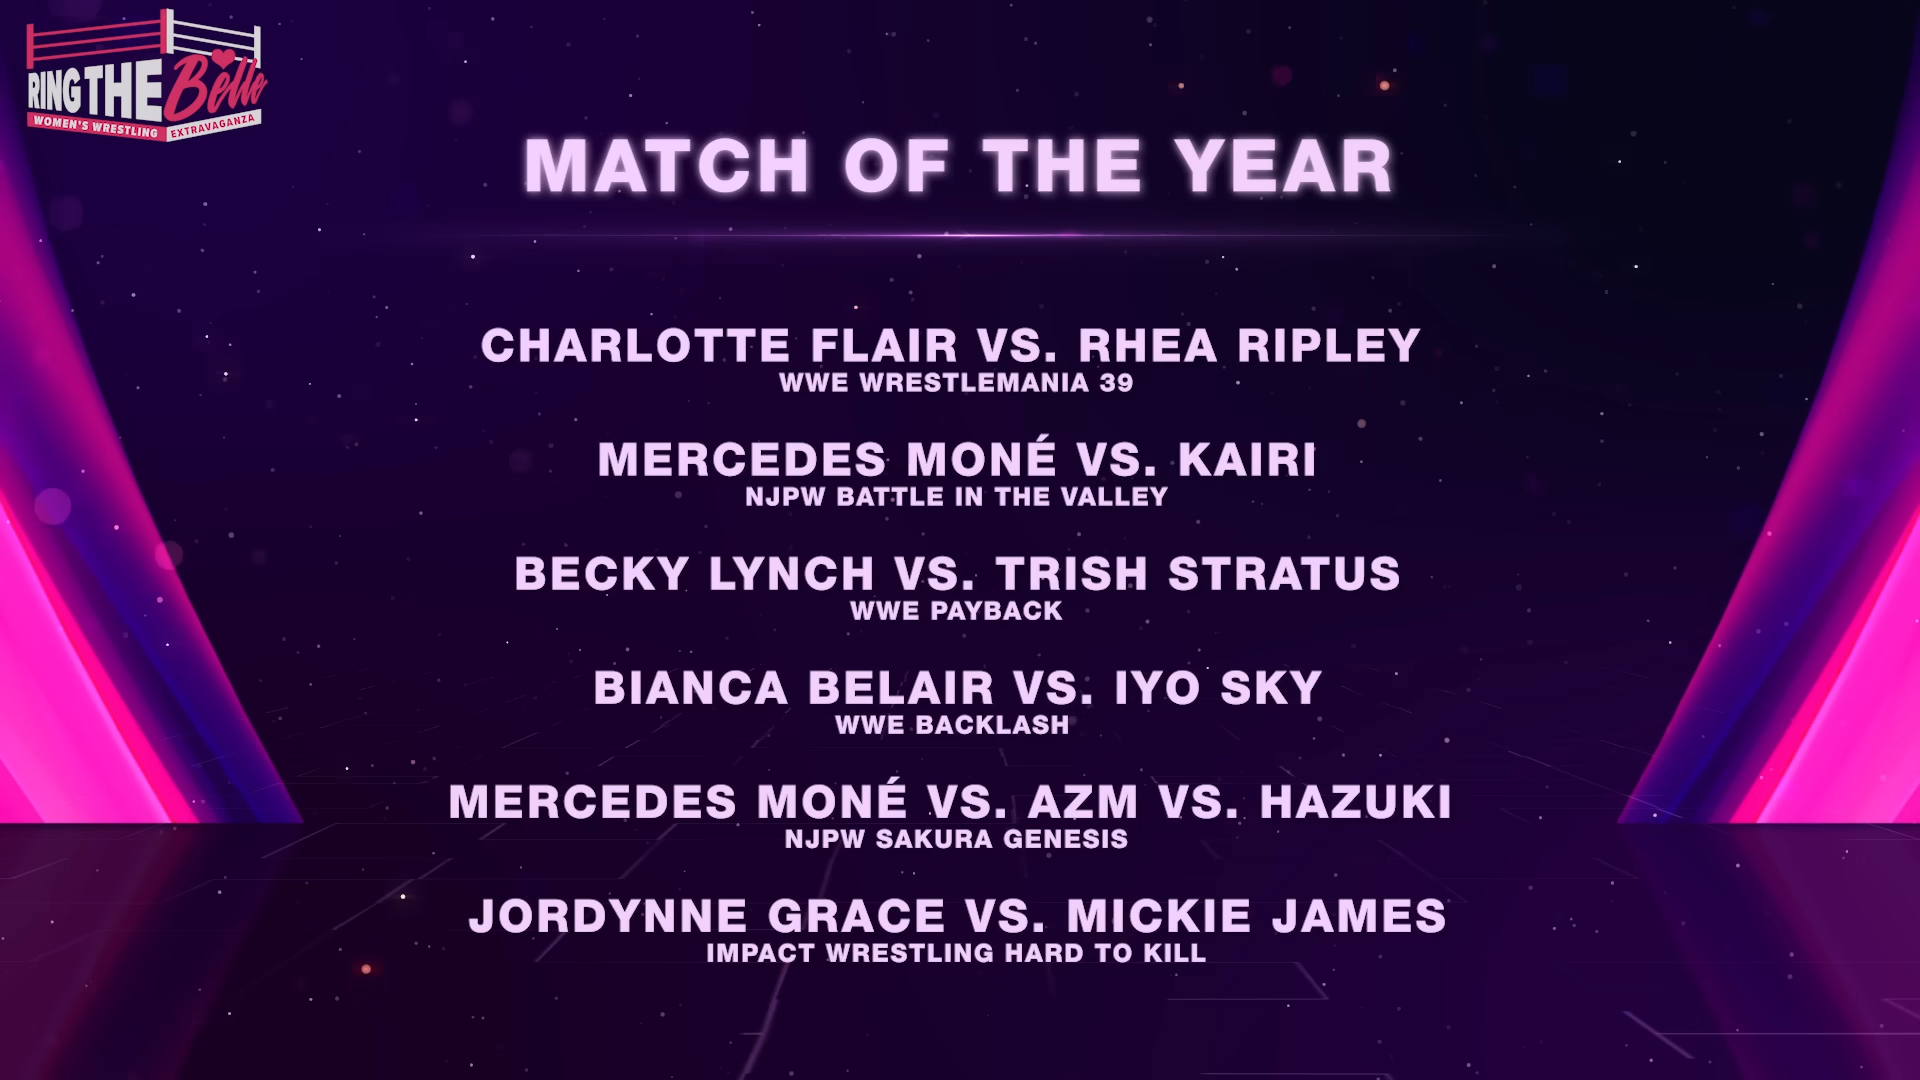 RING THE Belle
WOMEN'S WRESTLING EXTRAVAGANZA
MATCH OF THE YEAR
CHARLOTTE FLAIR VS. RHEA RIPLEY
WWE WRESTLEMANIA 39
MERCEDES MONÉ VS. KAIRI
NJPW BATTLE IN THE VALLEY
BECKY LYNCH VS. TRISH STRATUS
WWE PAYBACK
BIANCA BELAIR VS. IYO SKY
WWE BACKLASH
MERCEDES MONÉ VS. AZM VS. HAZUKI
NJPW SAKURA GENESIS
JORDYNNE GRACE VS. MICKIE JAMES
IMPACT WRESTLING HARD TO KILL